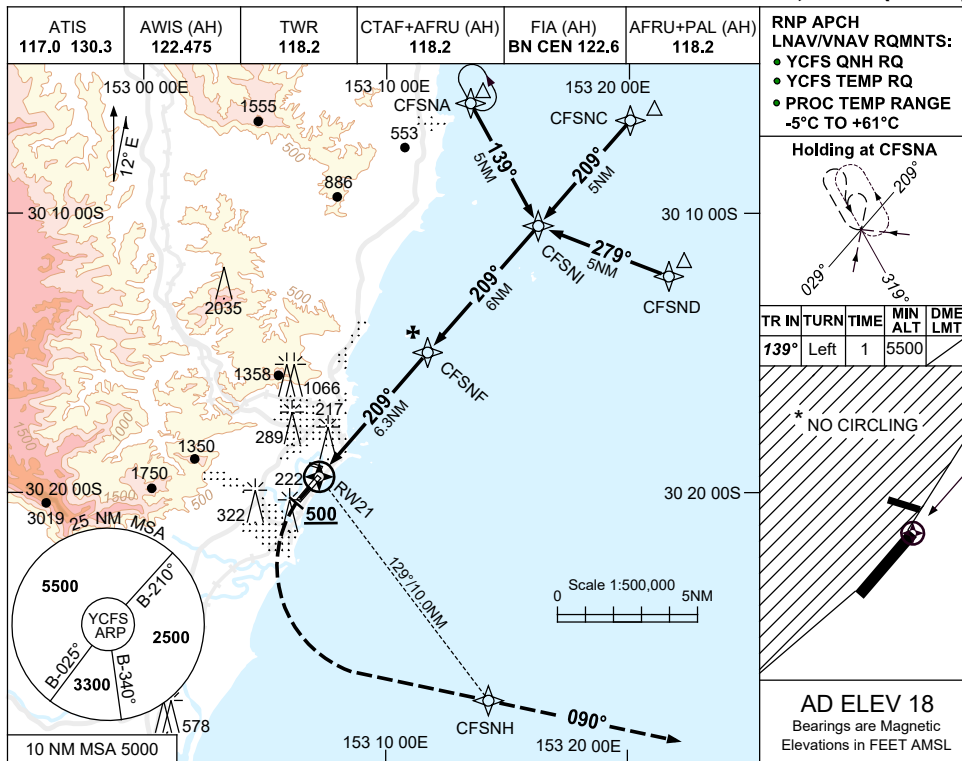 ATIS
117.0 130.3
AWIS (AH)
122.475
TWR
118.2
CTAF+AFRU (AH)
118.2
FIA (AH)
BN CEN 122.6
AFRU+PAL (AH)
118.2
RNP APCH
LNAV/VNAV RQMNTS:
YCFS QNH RQ
YCFS TEMP RQ
PROC TEMP RANGE
-5°C TO +61°C
Holding at CFSNA
209°
029°
319°
TR IN
TURN
TIME
MIN ALT
DME LMT
139°
Left
1
5500
* NO CIRCLING
AD ELEV 18
Bearings are Magnetic
Elevations in FEET AMSL
153 00 00E
153 10 00E
153 20 00E
12° E
1555
500
553
886
CFSNA
CFSNC
139°
5NM
209°
5NM
30 10 00S
30 10 00S
CFSNI
279°
5NM
CFSND
209°
6NM
500
2035
CFSNF
1358
1066
217
209°
6.3NM
289
1000
1500
1350
1750
500
222
30 20 00S
1500
30 20 00S
RW21
322
500
3019
25 NM MSA
129°/10.0NM
Scale 1:500,000
0
5NM
5500
B-210°
YCFS
ARP
2500
B-025°
3300
B-340°
578
CFSNH
090°
10 NM MSA 5000
153 10 00E
153 20 00E